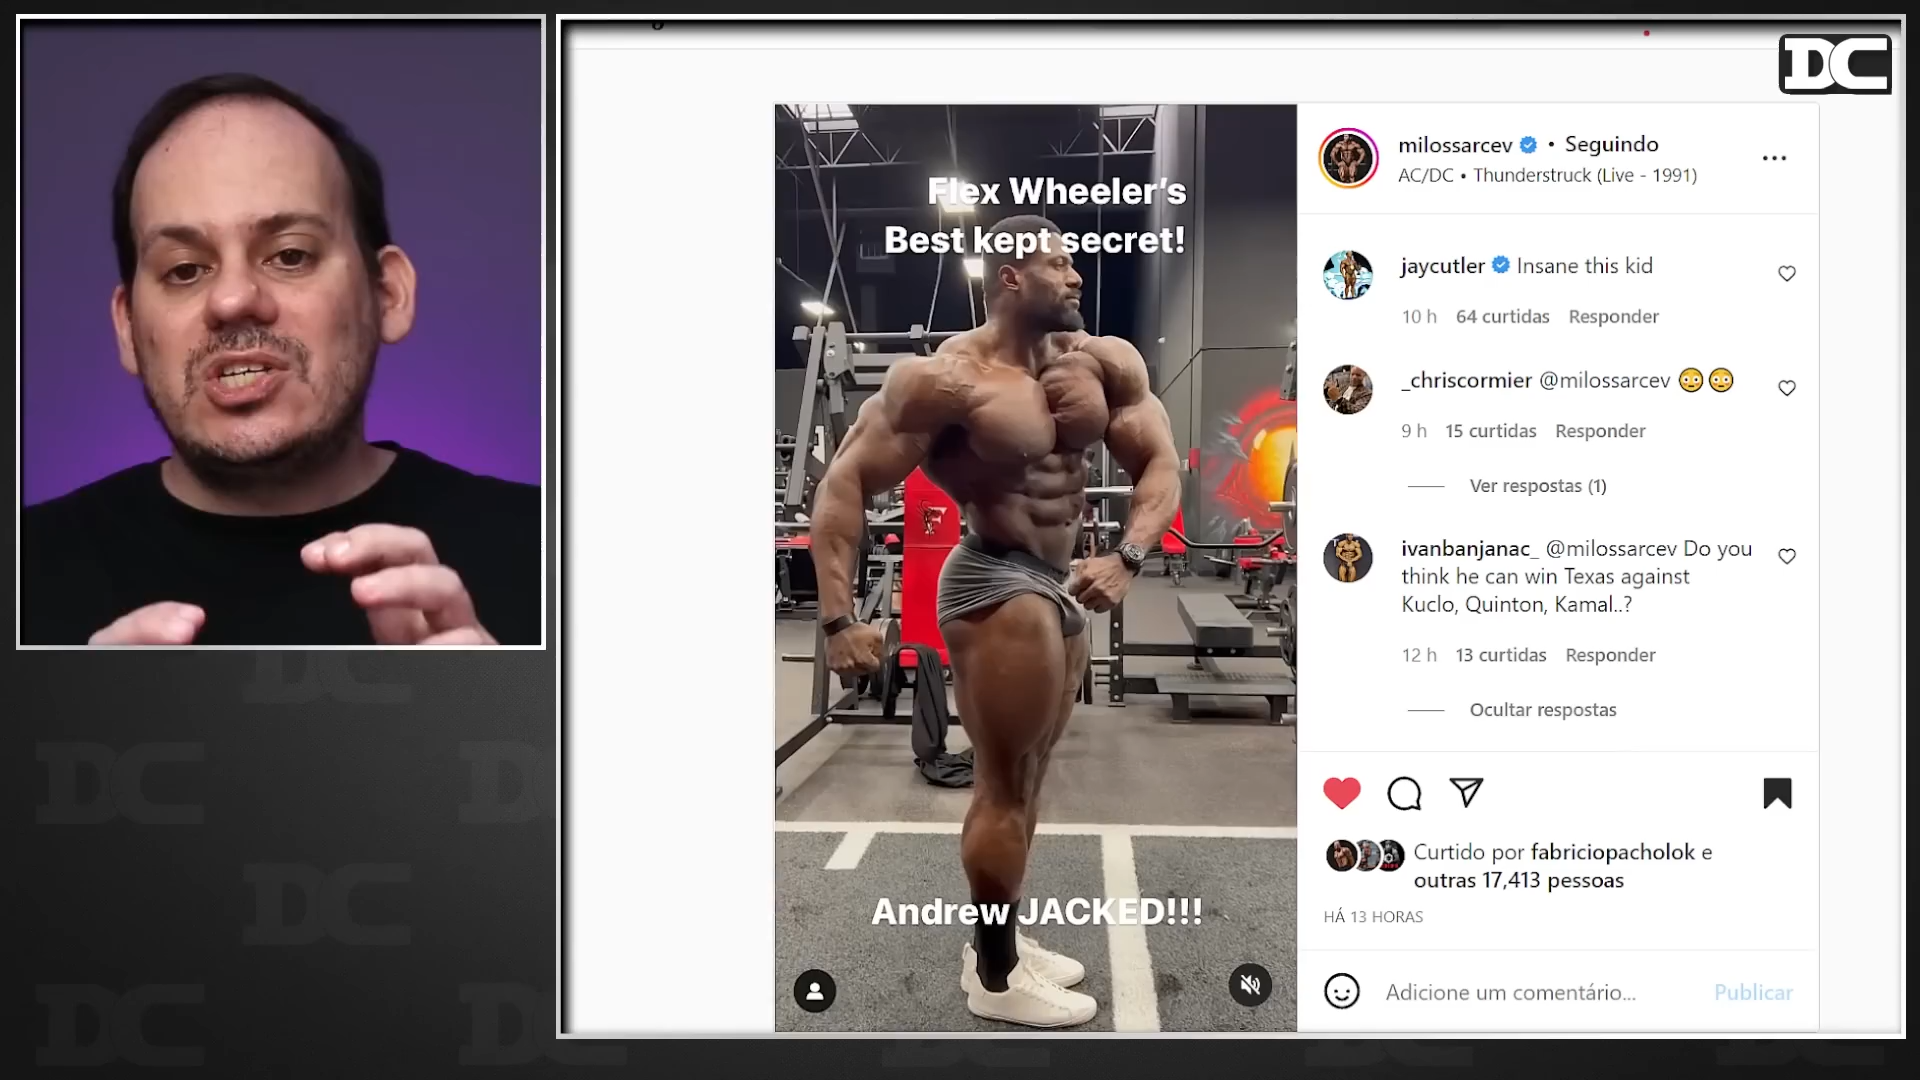 DC
Flex Wheeler's
Best kept secret!
Andrew JACKED!!!
milossarcev • Seguindo
AC/DC • Thunderstruck (Live - 1991)
jaycutler Insane this kid
10 h 64 curtidas Responder
_chriscormier @milossarcev 😳😳
9 h 15 curtidas Responder
Ver respostas (1)
ivanbanjanac_ @milossarcev Do you
think he can win Texas against
Kuclo, Quinton, Kamal..?
12 h 13 curtidas Responder
Ocultar respostas
Curtido por fabriciopacholok e
outras 17,413 pessoas
HÁ 13 HORAS
Adicione um comentário... Publicar